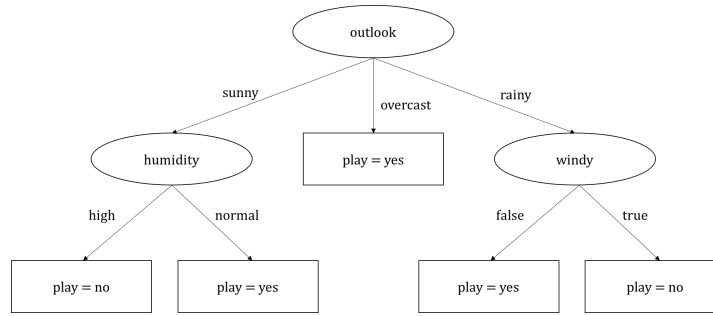 outlook
sunny
overcast
rainy
humidity
play = yes
windy
high
normal
false
true
play = no
play = yes
play = yes
play = no